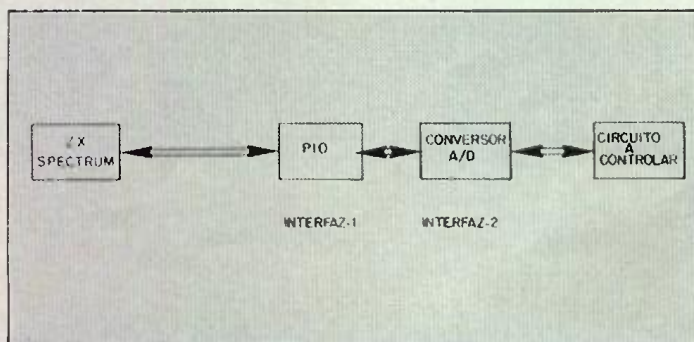 ZX
SPECTRUM
PIO
CONVERSOR
A/D
CIRCUITO
A
CONTROLAR
INTERFAZ-1
INTERFAZ-2